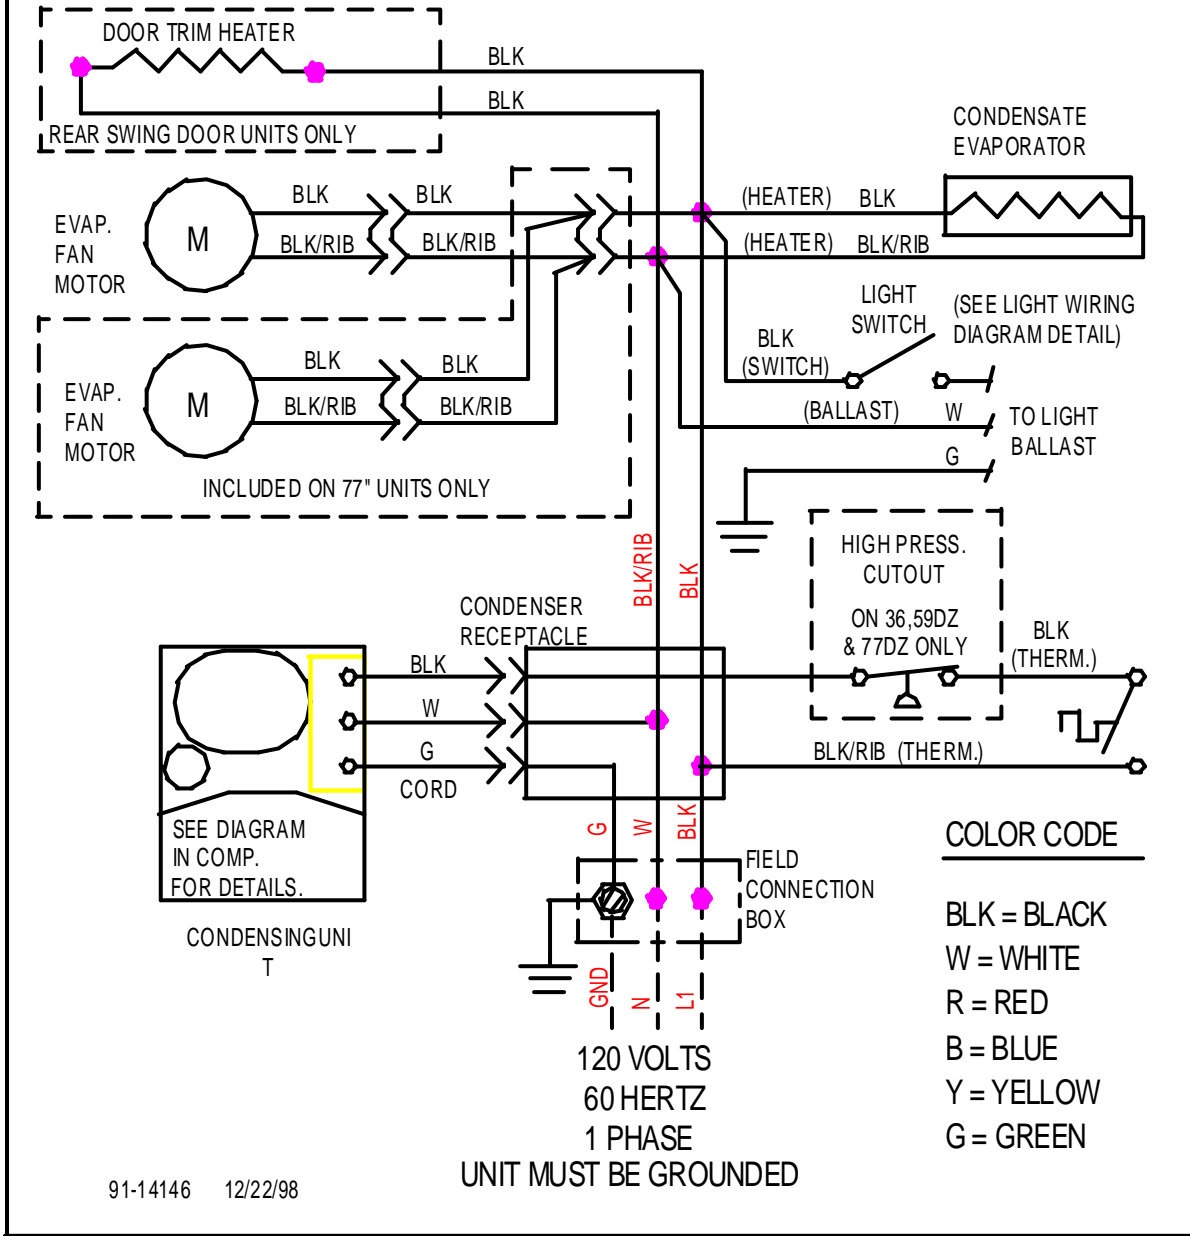 DOOR TRIM HEATER
BLK
BLK
REAR SWING DOOR UNITS ONLY
CONDENSATE
EVAPORATOR
EVAP.
FAN
MOTOR
M
BLK
BLK
BLK/RIB
BLK/RIB
(HEATER) BLK
(HEATER) BLK/RIB
LIGHT
SWITCH
(SEE LIGHT WIRING
DIAGRAM DETAIL)
BLK
(SWITCH)
EVAP.
FAN
MOTOR
M
BLK
BLK
BLK/RIB
BLK/RIB
(BALLAST) W
G
TO LIGHT
BALLAST
INCLUDED ON 77" UNITS ONLY
BLK/RIB
BLK
HIGH PRESS.
CUTOUT
ON 36,59DZ
& 77DZ ONLY
BLK
(THERM.)
BLK/RIB (THERM.)
CONDENSER
RECEPTACLE
BLK
W
G
CORD
SEE DIAGRAM
IN COMP.
FOR DETAILS.
CONDENSINGUNI
T
G
W
BLK
FIELD
CONNECTION
BOX
GND
N
L1
120 VOLTS
60 HERTZ
1 PHASE
UNIT MUST BE GROUNDED
COLOR CODE
BLK = BLACK
W = WHITE
R = RED
B = BLUE
Y = YELLOW
G = GREEN
91-14146 12/22/98